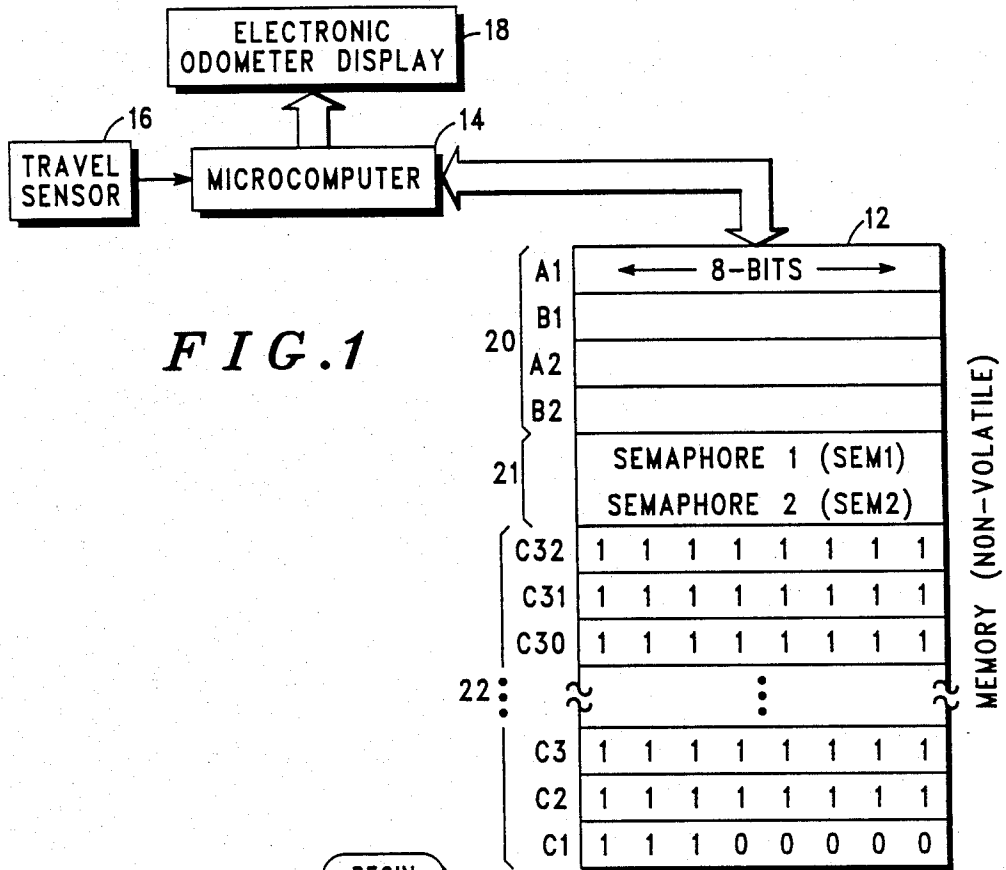 ELECTRONIC
ODOMETER DISPLAY
18
16
TRAVEL
SENSOR
14
MICROCOMPUTER
12
A1
8-BITS
B1
20
A2
B2
FIG.1
21
SEMAPHORE 1 (SEM1)
SEMAPHORE 2 (SEM2)
C32 1 1 1 1 1 1 1 1
C31 1 1 1 1 1 1 1 1
C30 1 1 1 1 1 1 1 1
22
C3 1 1 1 1 1 1 1 1
C2 1 1 1 1 1 1 1 1
C1 1 1 1 0 0 0 0 0
MEMORY (NON-VOLATILE)
BEGIN